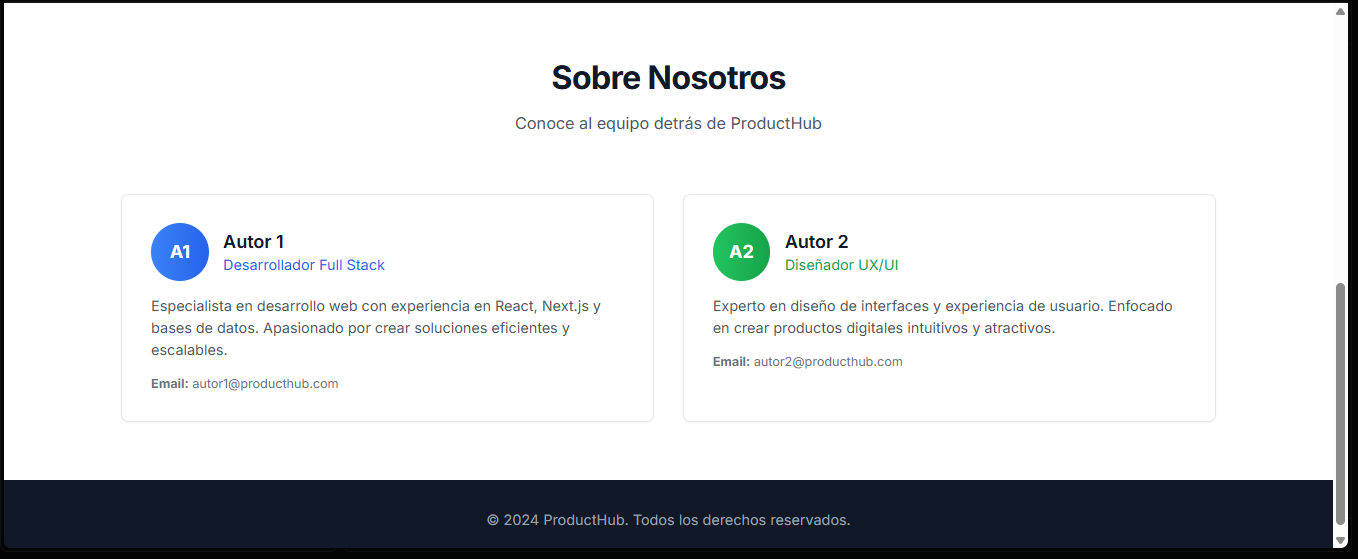 Sobre Nosotros
Conoce al equipo detrás de ProductHub
A1
Autor 1
Desarrollador Full Stack
Especialista en desarrollo web con experiencia en React, Next.js y
bases de datos. Apasionado por crear soluciones eficientes y
escalables.
Email: autor1@producthub.com
A2
Autor 2
Diseñador UX/UI
Experto en diseño de interfaces y experiencia de usuario. Enfocado
en crear productos digitales intuitivos y atractivos.
Email: autor2@producthub.com
© 2024 ProductHub. Todos los derechos reservados.